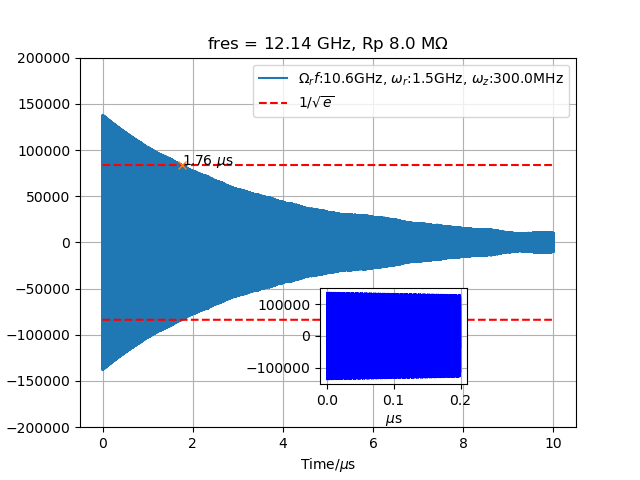 fres = 12.14 GHz, Rp 8.0 MΩ
200000
150000
100000
50000
0
−50000
−100000
−150000
−200000
Ω_rf:10.6GHz, ω_r:1.5GHz, ω_z:300.0MHz
1/√e
1.76 μs
100000
0
−100000
0.0 0.1 0.2
μs
0 2 4 6 8 10
Time/μs